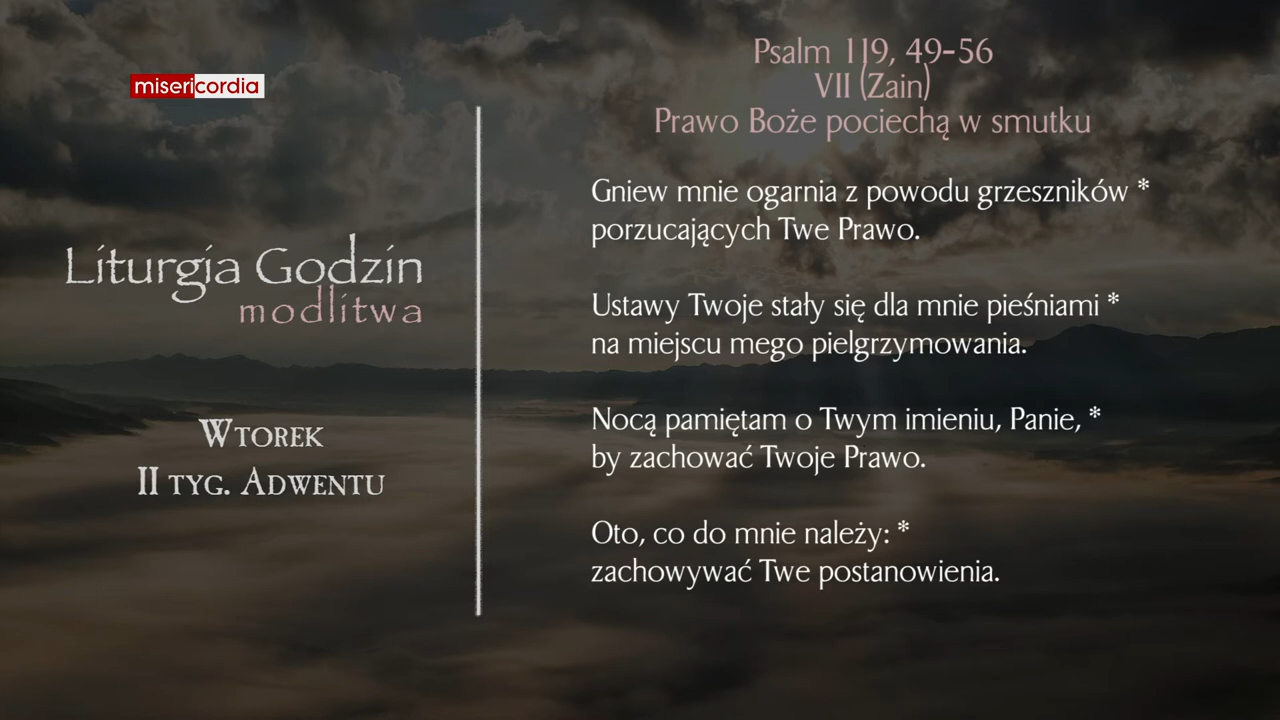 misericordia
Liturgia Godzin
modlitwa
Wtorek
II tyg. Adwentu
Psalm 119, 49-56
VII (Zain)
Prawo Boże pociechą w smutku
Gniew mnie ogarnia z powodu grzeszników *
porzucających Twe Prawo.
Ustawy Twoje stały się dla mnie pieśniami *
na miejscu mego pielgrzymowania.
Nocą pamiętam o Twym imieniu, Panie, *
by zachować Twoje Prawo.
Oto, co do mnie należy: *
zachowywać Twe postanowienia.